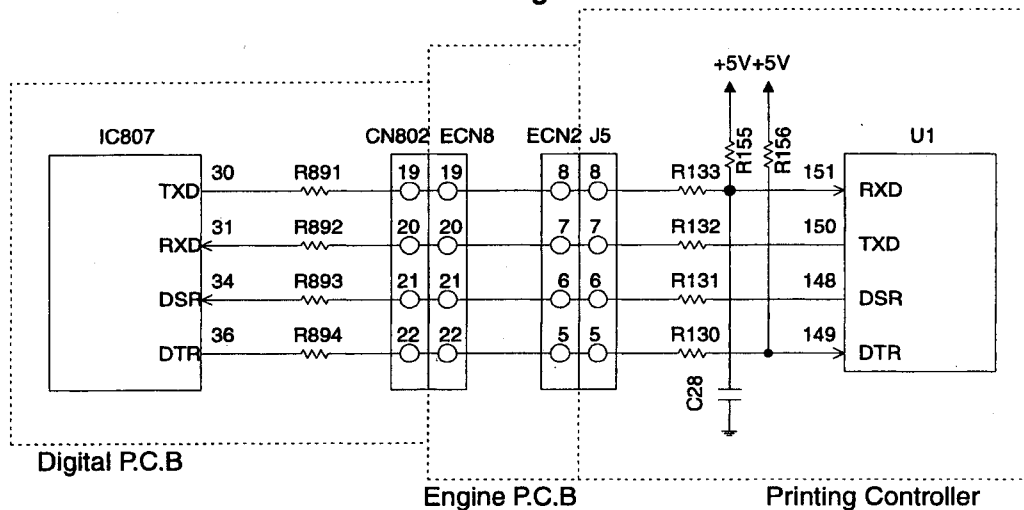 +5V +5V
IC807 CN802 ECN8 ECN2 J5 R155 R156 U1
TXD 30 R891 19 19 8 8 R133 151 RXD
RXD 31 R892 20 20 7 7 R132 150 TXD
DSR 34 R893 21 21 6 6 R131 148 DSR
DTR 36 R894 22 22 5 5 R130 149 DTR
C28
Digital P.C.B
Engine P.C.B Printing Controller